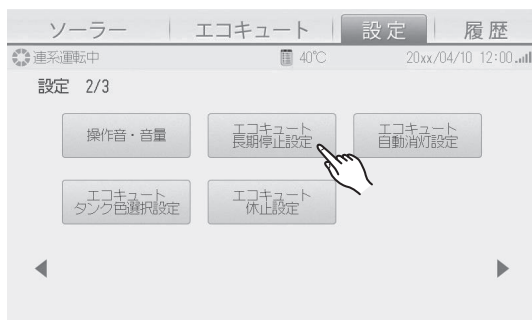 ソーラー エコキュート 設定 履歴
連系運転中 40℃ 20xx/04/10 12:00
設定 2/3
操作音・音量 エコキュート
長期停止設定 エコキュート
自動消灯設定
エコキュート
タンク色選択設定 エコキュート
休止設定